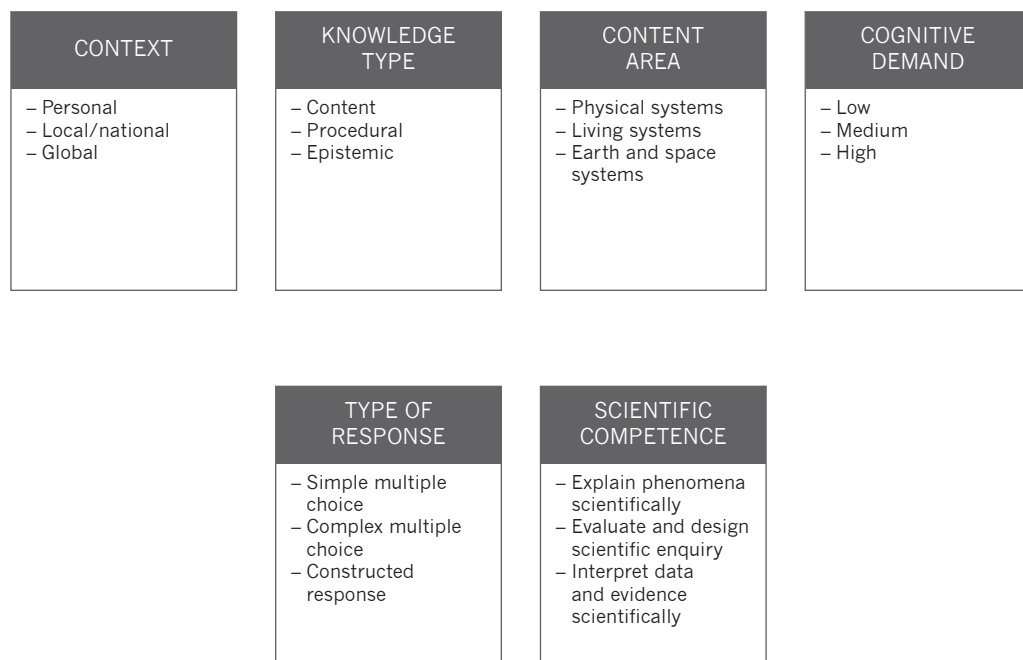 CONTEXT
– Personal
– Local/national
– Global
KNOWLEDGE
TYPE
– Content
– Procedural
– Epistemic
CONTENT
AREA
– Physical systems
– Living systems
– Earth and space
systems
COGNITIVE
DEMAND
– Low
– Medium
– High
TYPE OF
RESPONSE
– Simple multiple
choice
– Complex multiple
choice
– Constructed
response
SCIENTIFIC
COMPETENCE
– Explain phenomena
scientifically
– Evaluate and design
scientific enquiry
– Interpret data
and evidence
scientifically